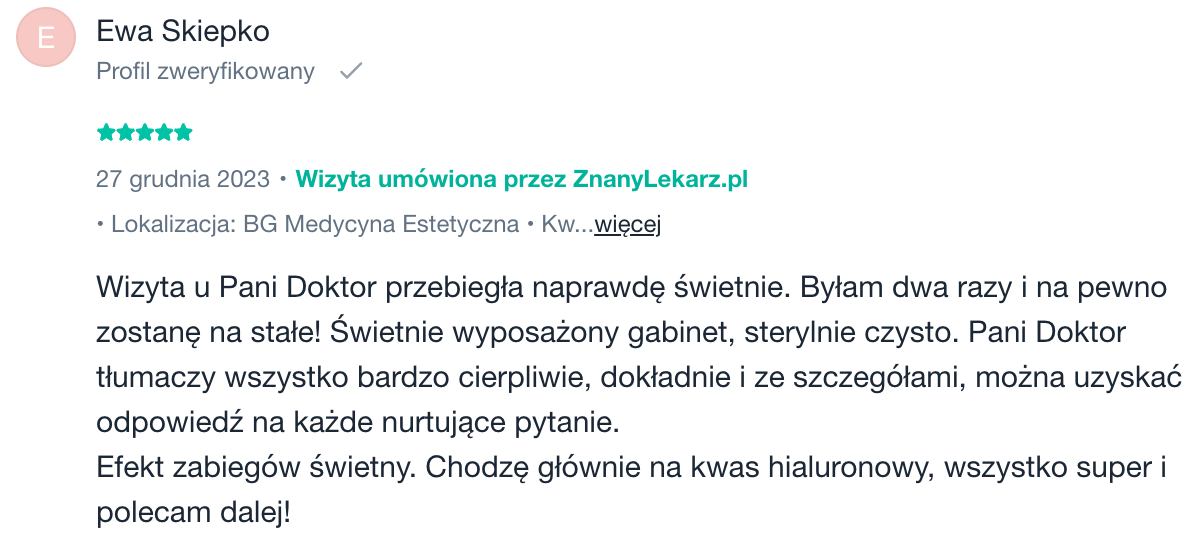 E
Ewa Skiepko
Profil zweryfikowany
27 grudnia 2023 • Wizyta umówiona przez ZnanyLekarz.pl
• Lokalizacja: BG Medycyna Estetyczna • Kw...więcej
Wizyta u Pani Doktor przebiegła naprawdę świetnie. Byłam dwa razy i na pewno
zostanę na stałe! Świetnie wyposażony gabinet, sterylnie czysto. Pani Doktor
tłumaczy wszystko bardzo cierpliwie, dokładnie i ze szczegółami, można uzyskać
odpowiedź na każde nurtujące pytanie.
Efekt zabiegów świetny. Chodzę głównie na kwas hialuronowy, wszystko super i
polecam dalej!